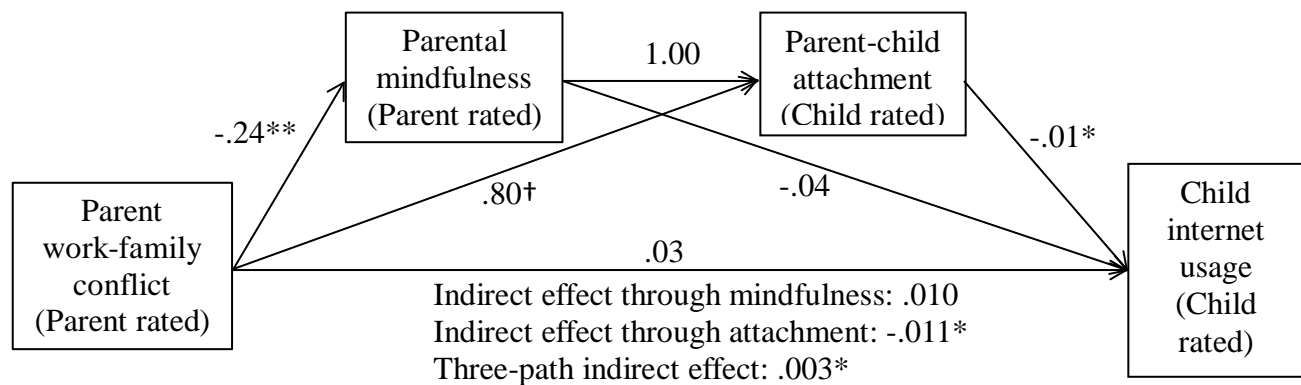 Parental
mindfulness
(Parent rated)
1.00
Parent-child
attachment
(Child rated)
-.24**
-.01*
.80†
-.04
Parent
work-family
conflict
(Parent rated)
.03
Child
internet
usage
(Child
rated)
Indirect effect through mindfulness: .010
Indirect effect through attachment: -.011*
Three-path indirect effect: .003*